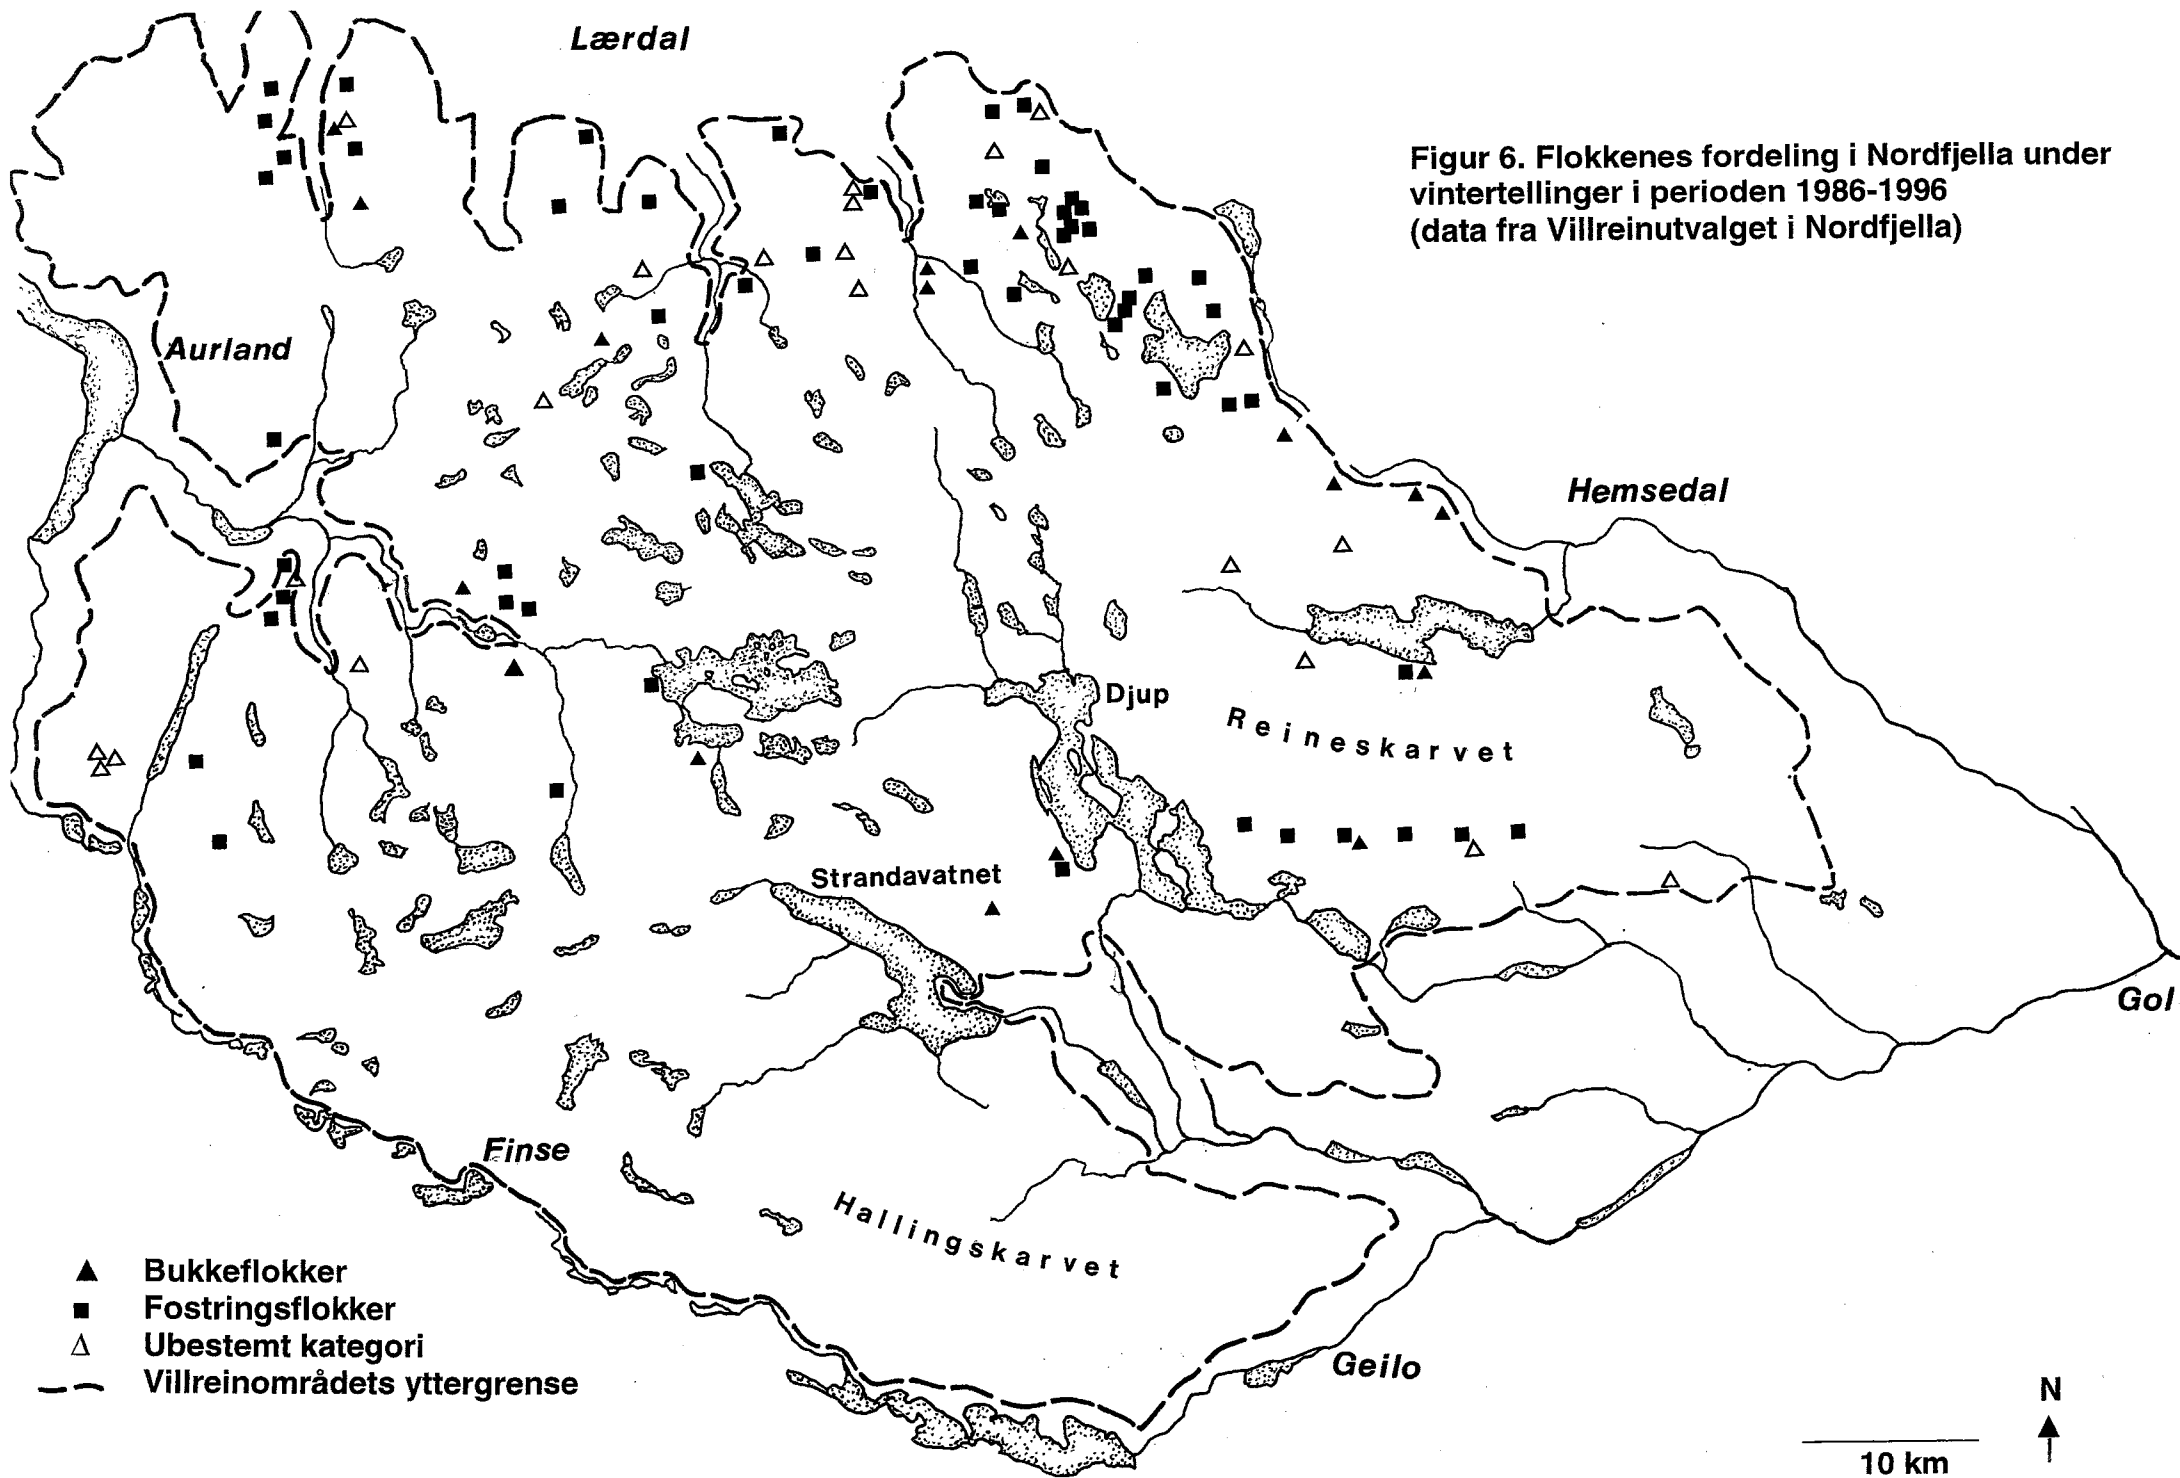 Lærdal
Figur 6. Flokkenes fordeling i Nordfjella under
vintertellinger i perioden 1986-1996
(data fra Villreinutvalget i Nordfjella)
Aurland
Hemsedal
Djup
Reineskarvet
Strandavatnet
Gol
Finse
Hallingskarvet
Bukkeflokker
Fostringsflokker
Ubestemt kategori
Villreinområdets yttergrense
Geilo
N
10 km